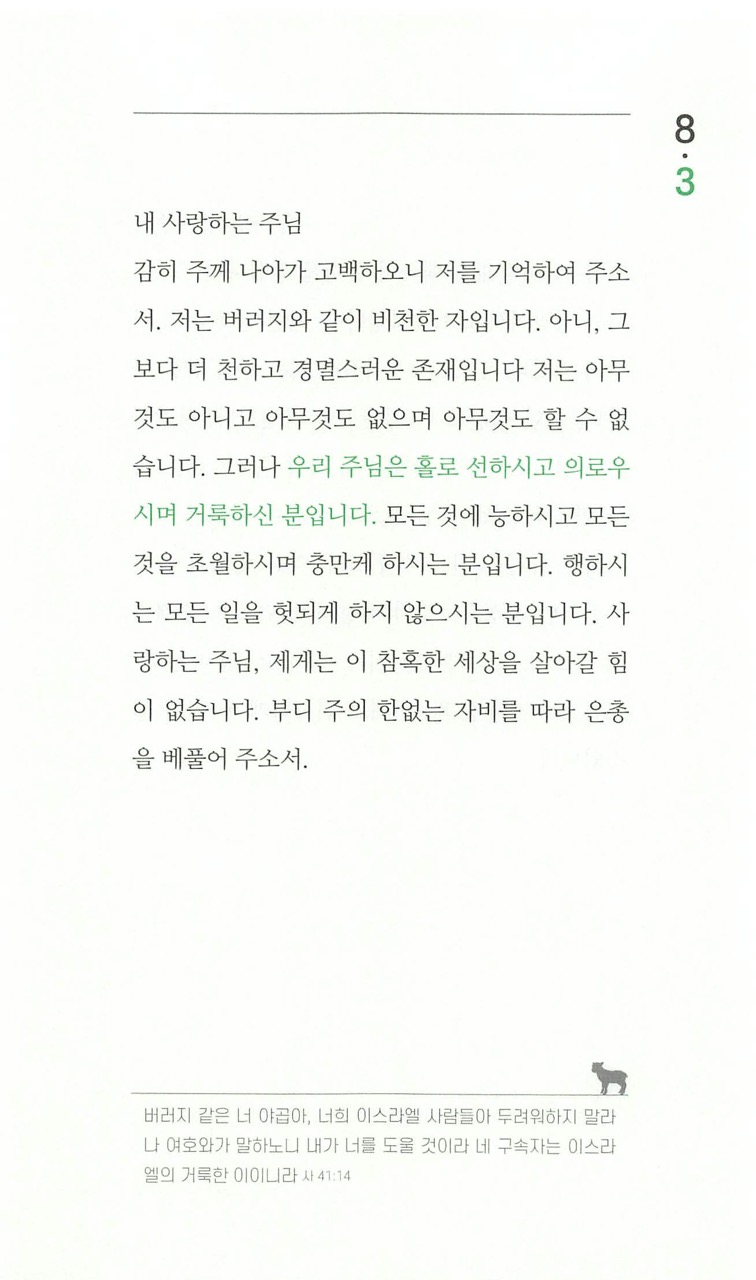 8
·
3
내 사랑하는 주님
감히 주께 나아가 고백하오니 저를 기억하여 주소
서. 저는 버러지와 같이 비천한 자입니다. 아니, 그
보다 더 천하고 경멸스러운 존재입니다 저는 아무
것도 아니고 아무것도 없으며 아무것도 할 수 없
습니다. 그러나 우리 주님은 홀로 선하시고 의로우
시며 거룩하신 분입니다. 모든 것에 능하시고 모든
것을 초월하시며 충만케 하시는 분입니다. 행하시
는 모든 일을 헛되게 하지 않으시는 분입니다. 사
랑하는 주님, 제게는 이 참혹한 세상을 살아갈 힘
이 없습니다. 부디 주의 한없는 자비를 따라 은총
을 베풀어 주소서.
버러지 같은 너 야곱아, 너희 이스라엘 사람들아 두려워하지 말라
나 여호와가 말하노니 내가 너를 도울 것이라 네 구속자는 이스라
엘의 거룩한 이이니라 사 41:14